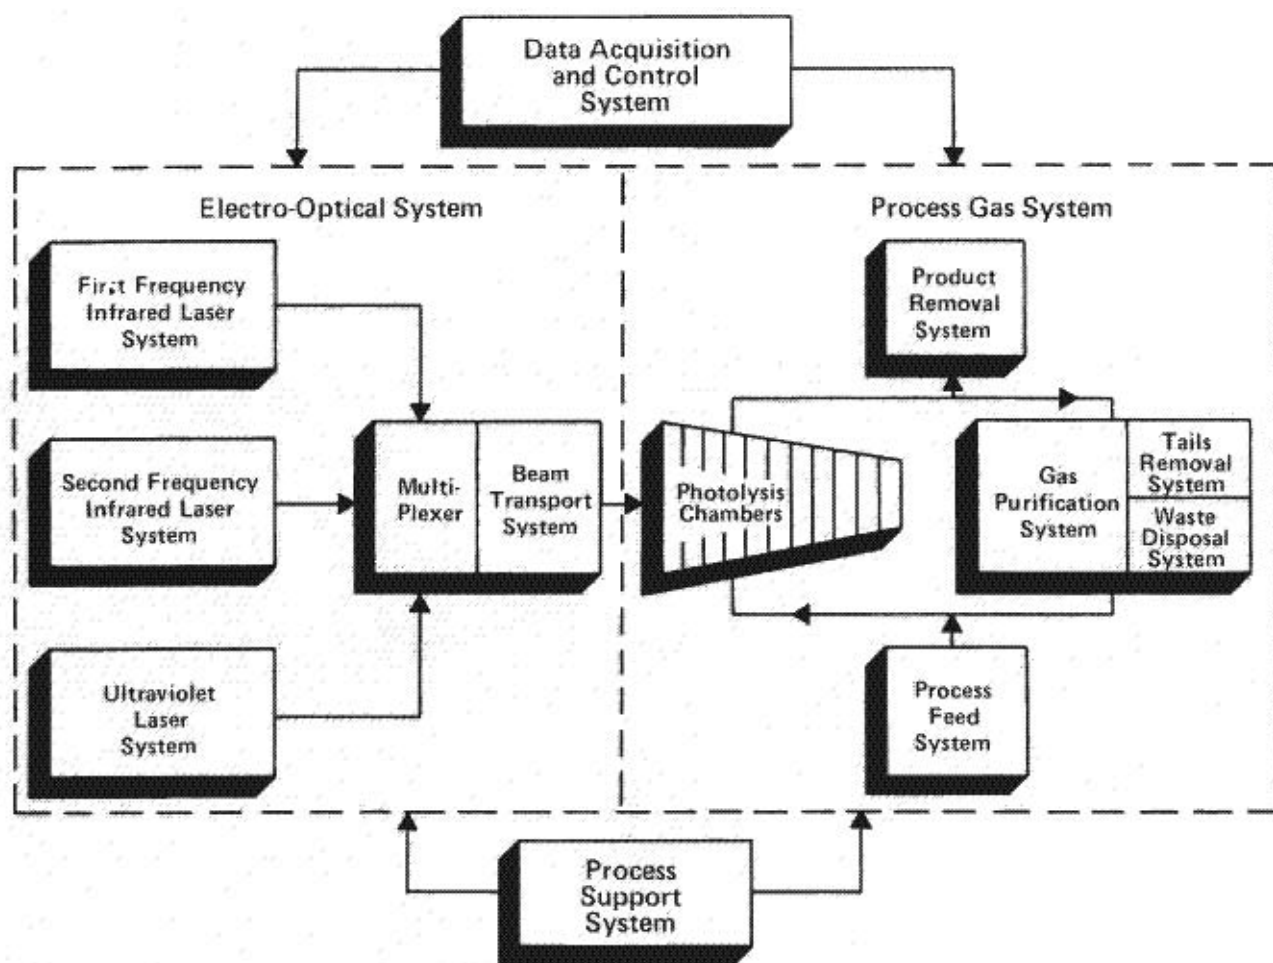 Data Acquisition
and Control
System
Electro-Optical System
Process Gas System
First Frequency
Infrared Laser
System
Product
Removal
System
Second Frequency
Infrared Laser
System
Multi-
Plexer
Beam
Transport
System
Photolysis
Chambers
Gas
Purification
System
Tails
Removal
System
Waste
Disposal
System
Ultraviolet
Laser
System
Process
Feed
System
Process
Support
System